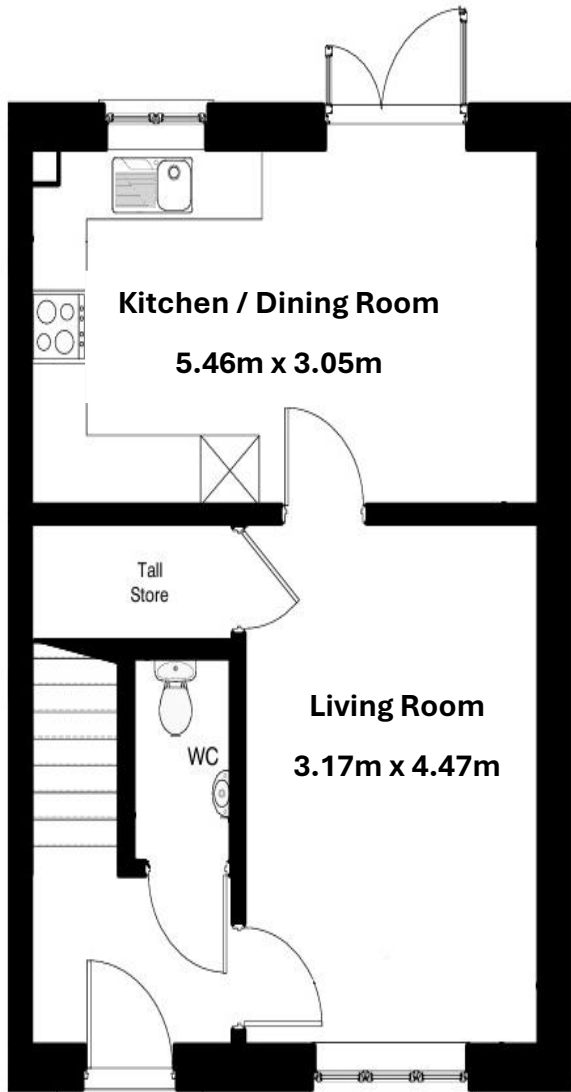 Kitchen / Dining Room
5.46m x 3.05m
Tall
Store
Living Room
3.17m x 4.47m
WC